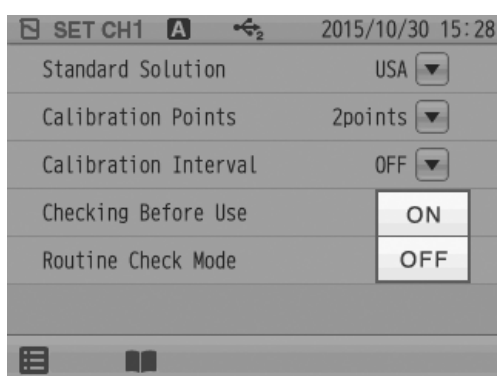 SET CH1 A 2 2015/10/30 15:28
Standard Solution USA
Calibration Points 2points
Calibration Interval OFF
Checking Before Use ON
Routine Check Mode OFF